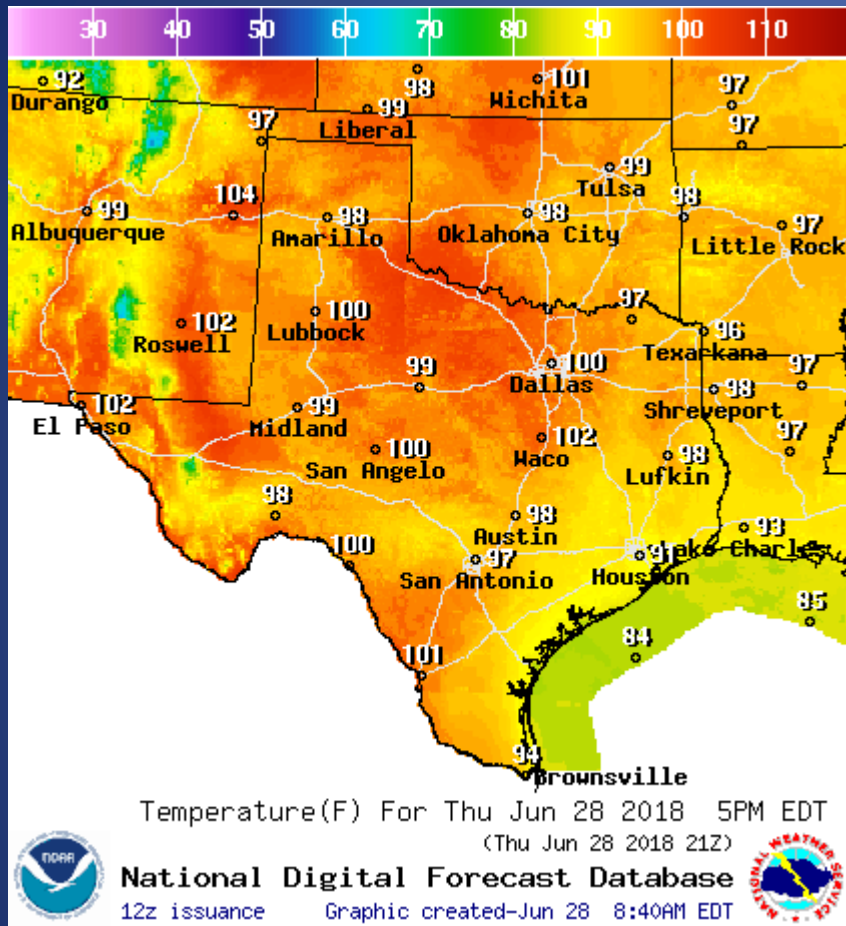 30 40 50 60 70 80 90 100 110
92
Durango
98
101
Wichita
99
Liberal
97
97
97
104
99
Tulsa
99
Albuquerque
98
Amarillo
98
Oklahoma City
98
97
Little Rock
102
Roswell
100
Lubbock
97
96
Texarkana
99
100
Dallas
97
98
Shreveport
102
El Paso
99
Midland
100
San Angelo
102
Waco
98
Lufkin
97
98
98
Austin
93
Lake Charles
100
97
San Antonio
91
Houston
85
84
101
94
Brownsville
Temperature(F) For Thu Jun 28 2018 5PM EDT
(Thu Jun 28 2018 21Z)
NOAA
National Digital Forecast Database
12z issuance Graphic created-Jun 28 8:40AM EDT
NATIONAL WEATHER SERVICE